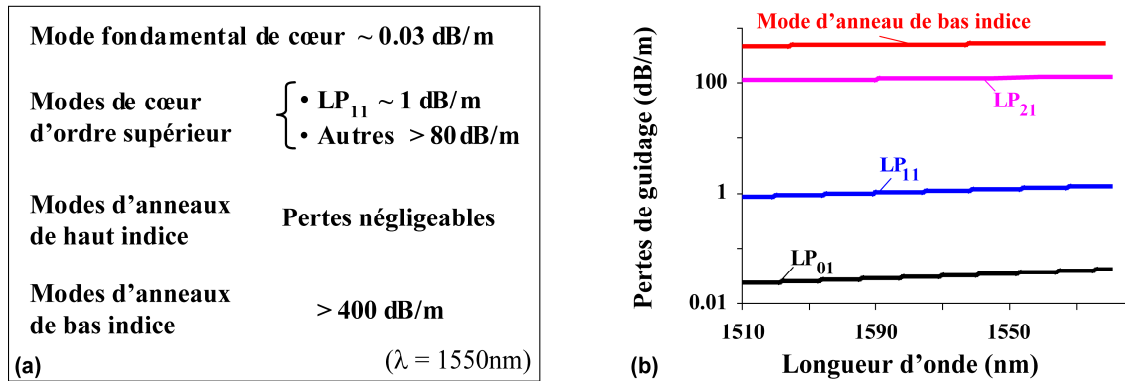 Mode fondamental de cœur ~ 0.03 dB/m
Modes de cœur
d’ordre supérieur
• LP11 ~ 1 dB/m
• Autres > 80 dB/m
Modes d’anneaux
de haut indice
Pertes négligeables
Modes d’anneaux
de bas indice
> 400 dB/m
(a)
(λ = 1550nm)
Mode d’anneau de bas indice
Pertes de guidage (dB/m)
100
LP21
LP11
1
LP01
0.01
1510 1590 1550
(b)
Longueur d’onde (nm)